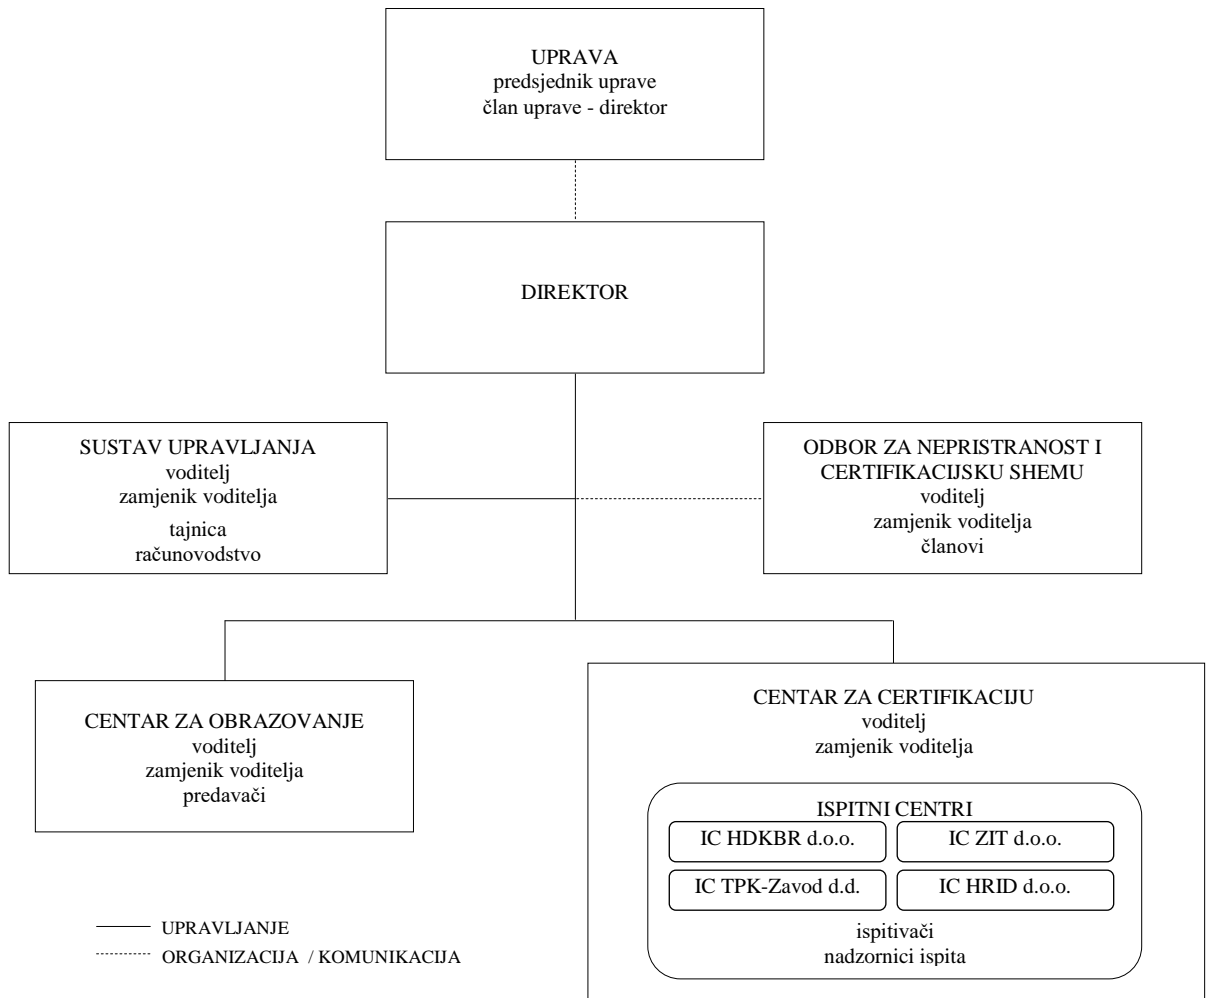 UPRAVA
predsjednik uprave
član uprave - direktor
DIREKTOR
SUSTAV UPRAVLJANJA
voditelj
zamjenik voditelja
tajnica
računovodstvo
ODBOR ZA NEPRISTRANOST I
CERTIFIKACIJSKU SHEMU
voditelj
zamjenik voditelja
članovi
CENTAR ZA OBRAZOVANJE
voditelj
zamjenik voditelja
predavači
CENTAR ZA CERTIFIKACIJU
voditelj
zamjenik voditelja
ISPITNI CENTRI
IC HDKBR d.o.o.
IC ZIT d.o.o.
IC TPK-Zavod d.d.
IC HRID d.o.o.
ispitivači
nadzornici ispita
UPRAVLJANJE
ORGANIZACIJA / KOMUNIKACIJA